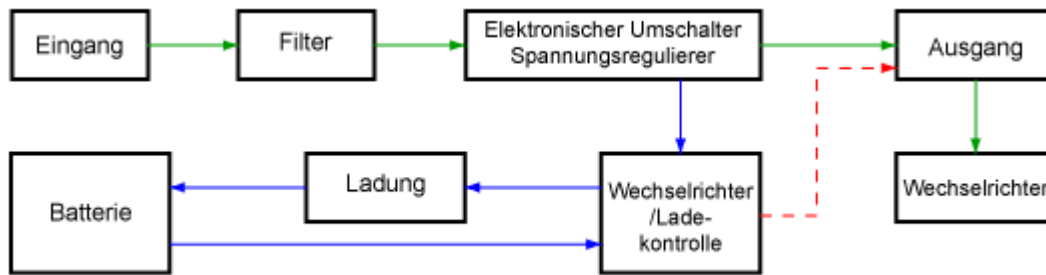 Eingang
Filter
Elektronischer Umschalter
Spannungsregulierer
Ausgang
Batterie
Ladung
Wechselrichter
/Lade-
kontrolle
Wechselrichter